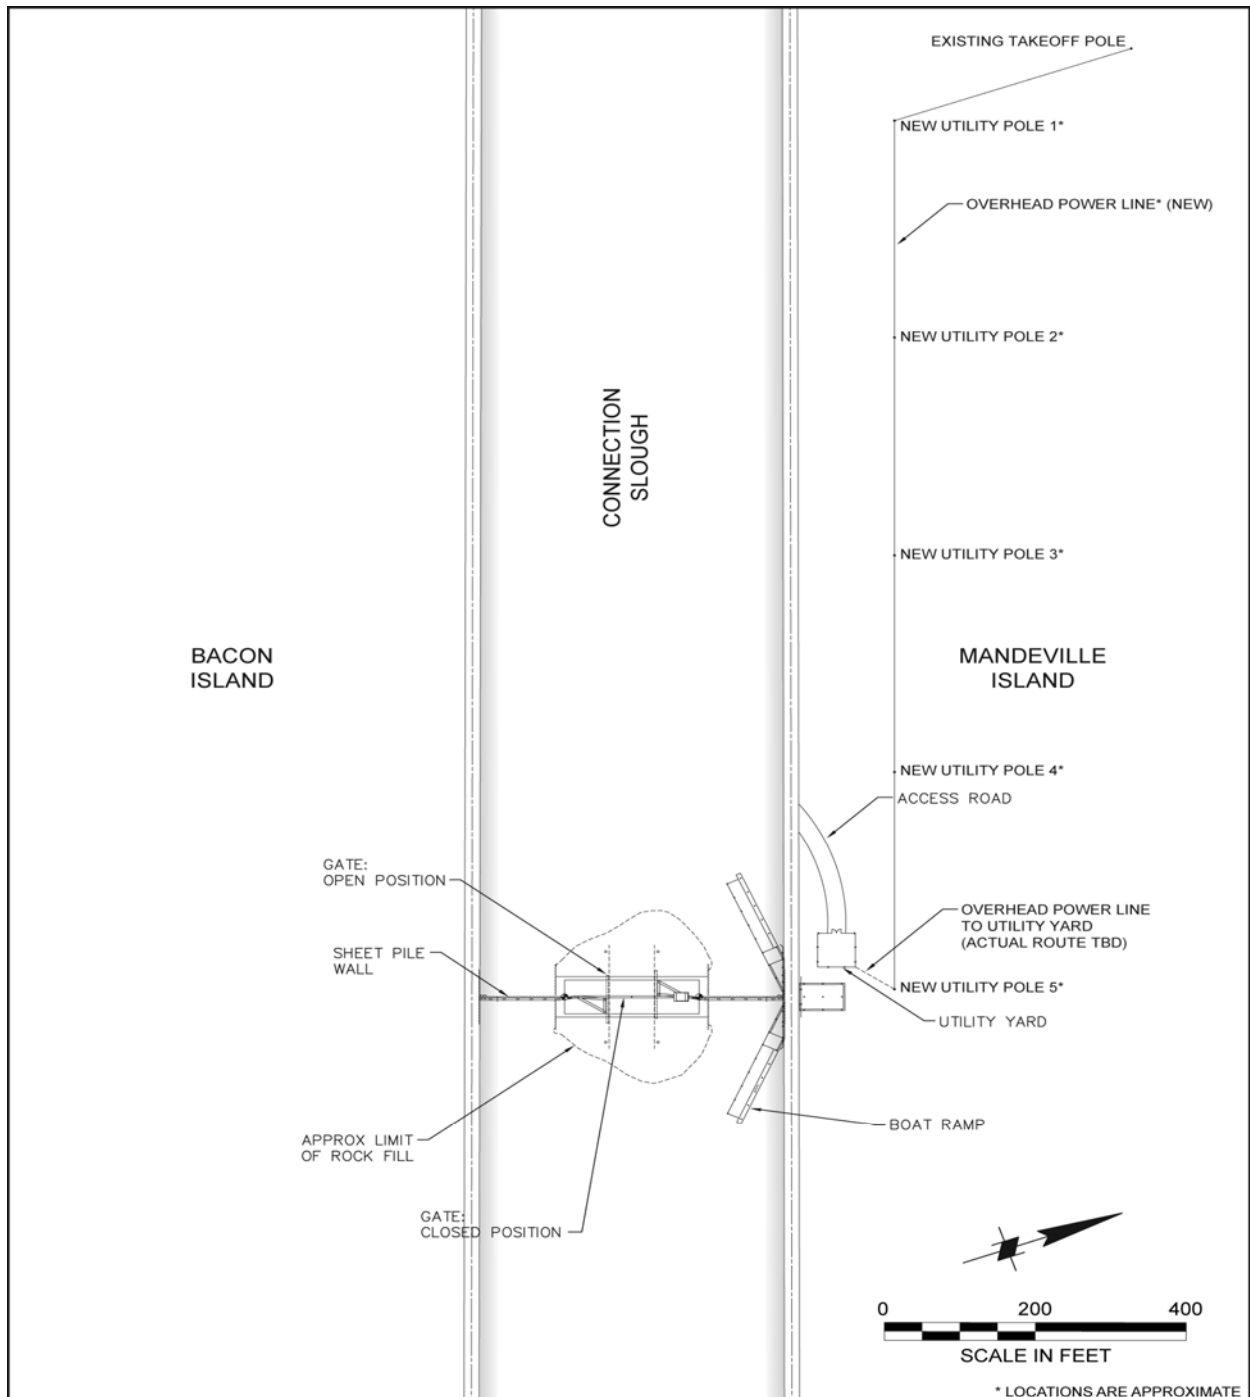 EXISTING TAKEOFF POLE
NEW UTILITY POLE 1*
OVERHEAD POWER LINE* (NEW)
NEW UTILITY POLE 2*
CONNECTION
SLOUGH
NEW UTILITY POLE 3*
BACON
ISLAND
MANDEVILLE
ISLAND
NEW UTILITY POLE 4*
ACCESS ROAD
GATE:
OPEN POSITION
OVERHEAD POWER LINE
TO UTILITY YARD
(ACTUAL ROUTE TBD)
SHEET PILE
WALL
NEW UTILITY POLE 5*
UTILITY YARD
BOAT RAMP
APPROX LIMIT
OF ROCK FILL
GATE:
CLOSED POSITION
0 200 400
SCALE IN FEET
* LOCATIONS ARE APPROXIMATE